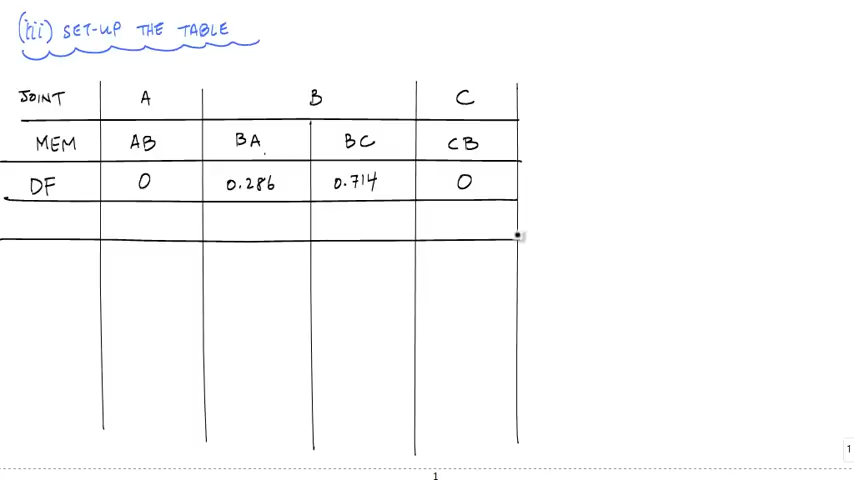 (iii) SET-UP THE TABLE
JOINT A B C
MEM AB BA BC CB
DF 0 0.286 0.714 0
1
1